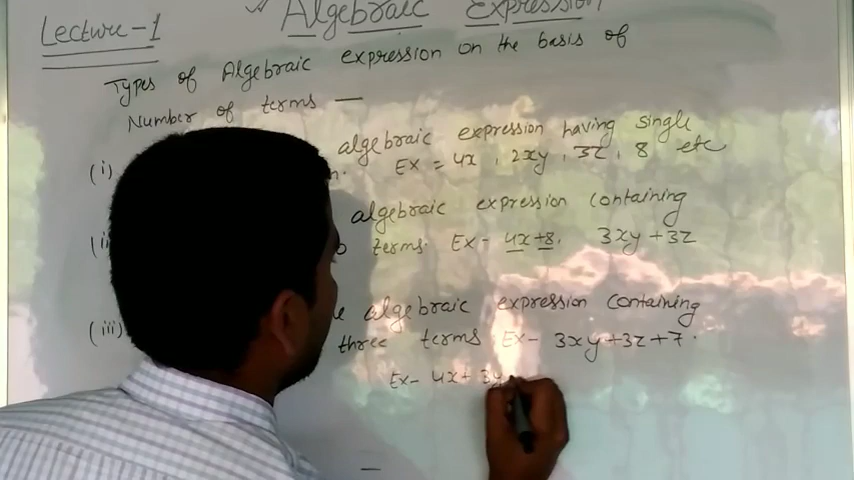 Algebraic Expression
Lecture-1
Types of Algebraic expression on the basis of
Number of terms —
(i) algebraic expression having single
Ex = 4x , 2xy , 3z , 8 etc
algebraic expression containing
terms. Ex- 4x+8. 3xy+3z
(iii) algebraic expression containing
three terms Ex- 3xy+3z+7.
Ex- 4x+3y